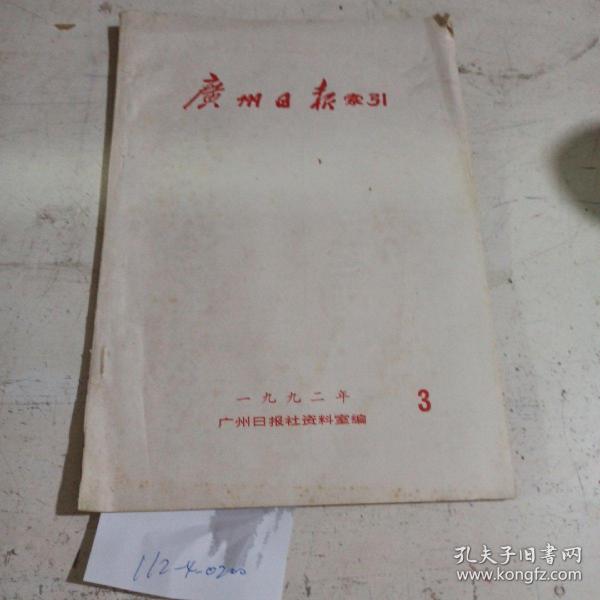 廣州日報索引
一九九二年
3
广州日报社资料室编
112-4-0200
孔夫子旧书网
www.kongfz.com